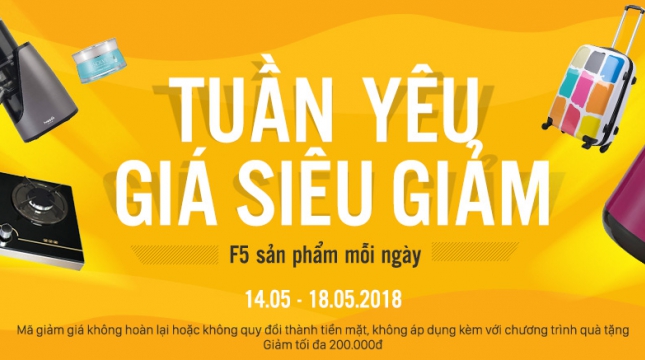 TUẦN YÊU
GIÁ SIÊU GIẢM
F5 sản phẩm mỗi ngày
14.05 - 18.05.2018
Mã giảm giá không hoàn lại hoặc không quy đổi thành tiền mặt, không áp dụng kèm với chương trình quà tặng
Giảm tối đa 200.000đ